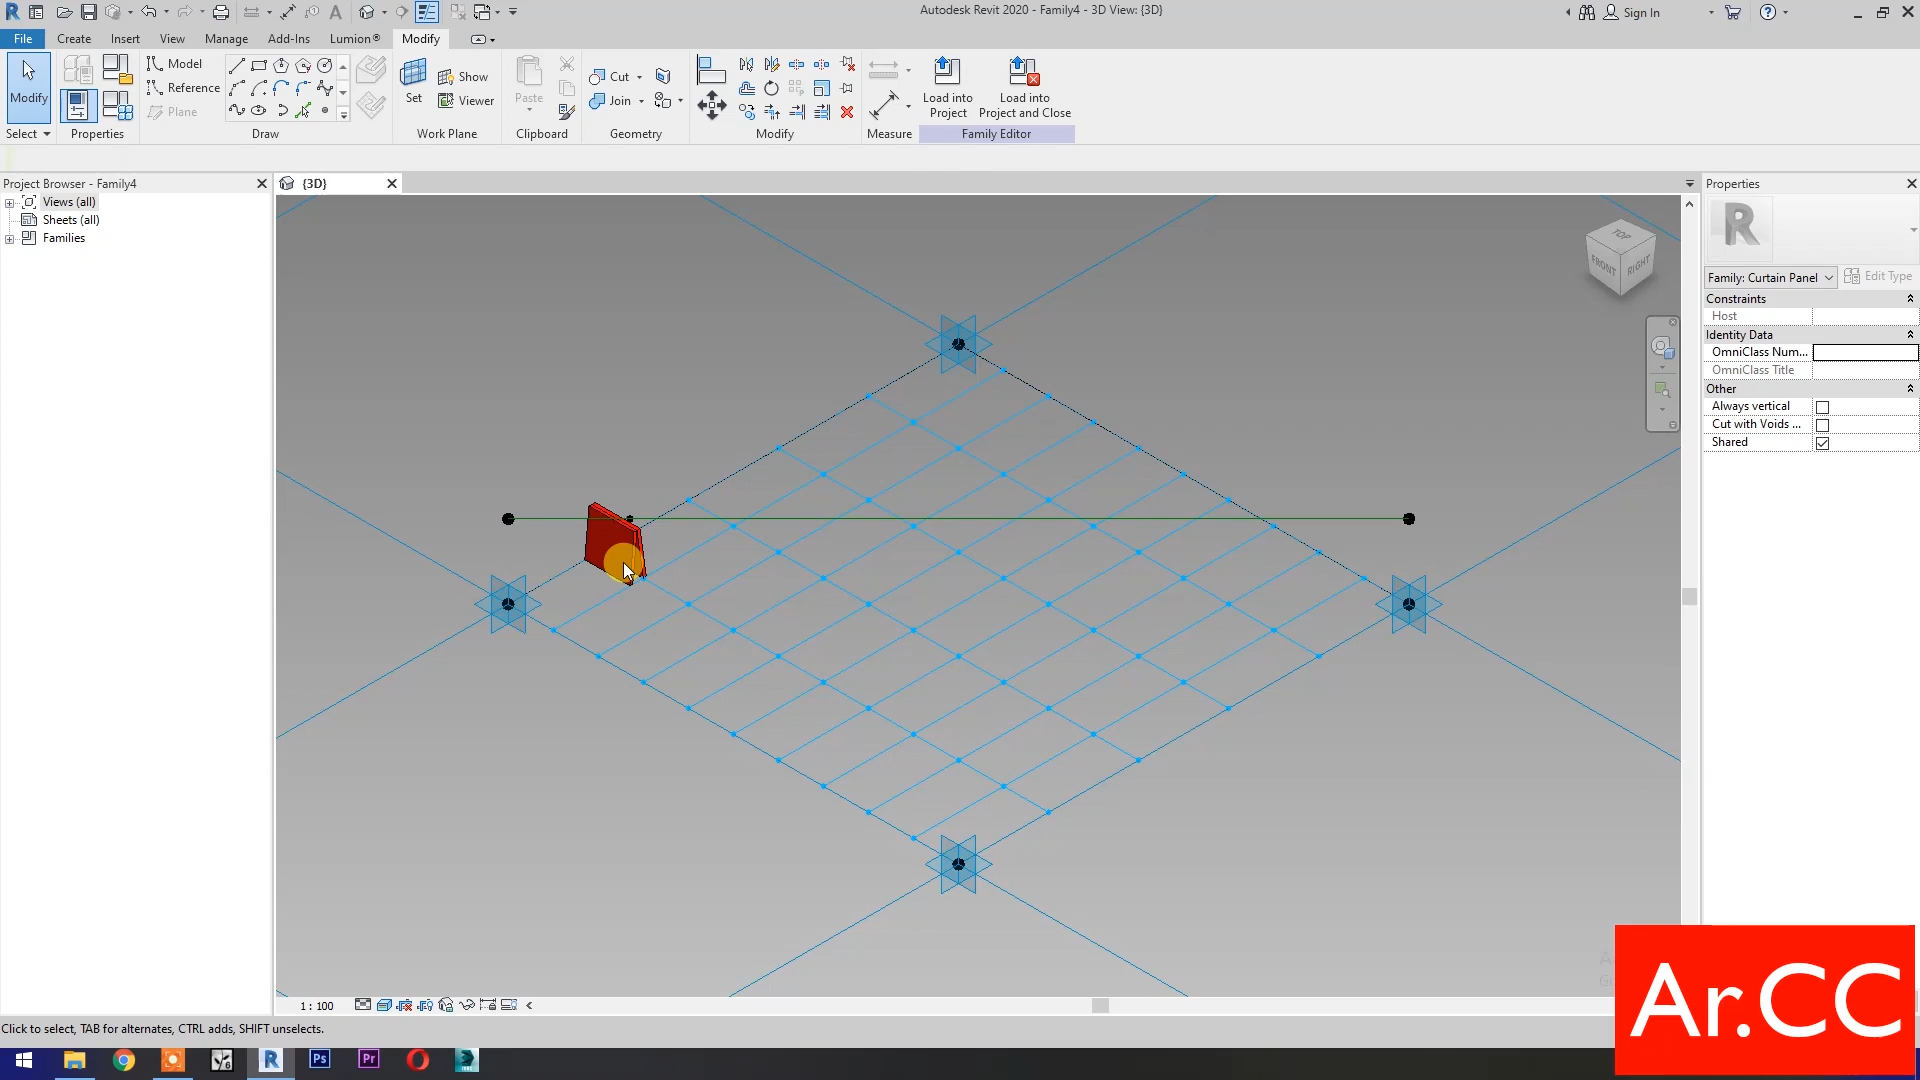 Autodesk Revit 2020 - Family4 - 3D View: {3D}
Sign In
File Create Insert View Manage Add-Ins Lumion® Modify
Modify
Select
Properties
Model
Reference
Plane
Draw
Set
Show
Viewer
Work Plane
Paste
Clipboard
Cut
Join
Geometry
Modify
Measure
Load into
Project
Load into
Project and Close
Family Editor
Project Browser - Family4
Views (all)
Sheets (all)
Families
{3D}
TOP
FRONT
RIGHT
Properties
R
Family: Curtain Panel
Edit Type
Constraints
Host
Identity Data
OmniClass Num...
OmniClass Title
Other
Always vertical
Cut with Voids ...
Shared
1 : 100
Click to select, TAB for alternates, CTRL adds, SHIFT unselects.
R
Ps
Pr
Ar.CC